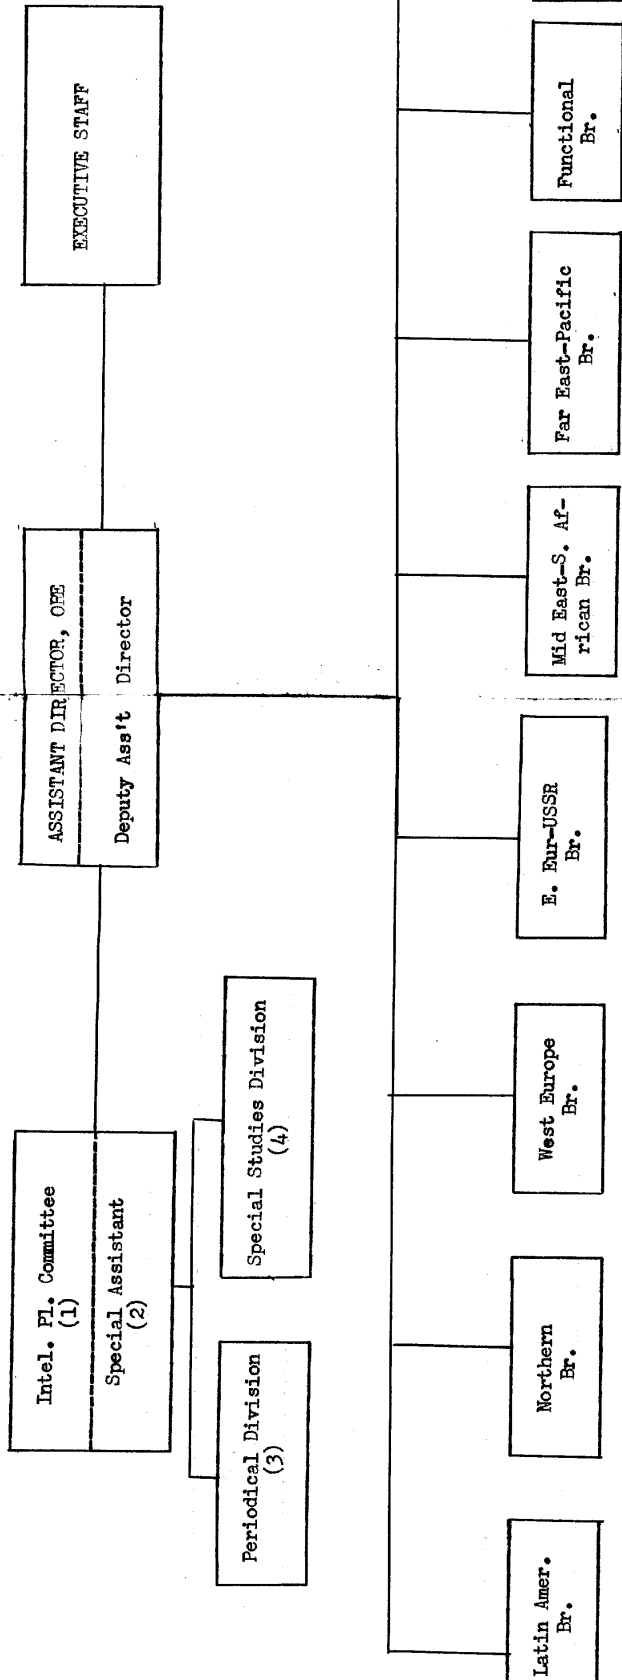 Intel. Pl. Committee
(1)
Special Assistant
(2)
ASSISTANT DIRECTOR, ORE
Deputy Ass't Director
EXECUTIVE STAFF
Periodical Division
(3)
Special Studies Division
(4)
Latin Amer.
Br.
Northern
Br.
West Europe
Br.
E. Eur-USSR
Br.
Mid East-S. Af-
rican Br.
Far East-Pacific
Br.
Functional
Br.